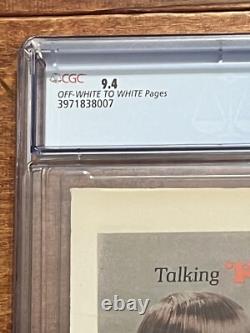 CGC
9.4
OFF-WHITE TO WHITE Pages
3971838007
Talking